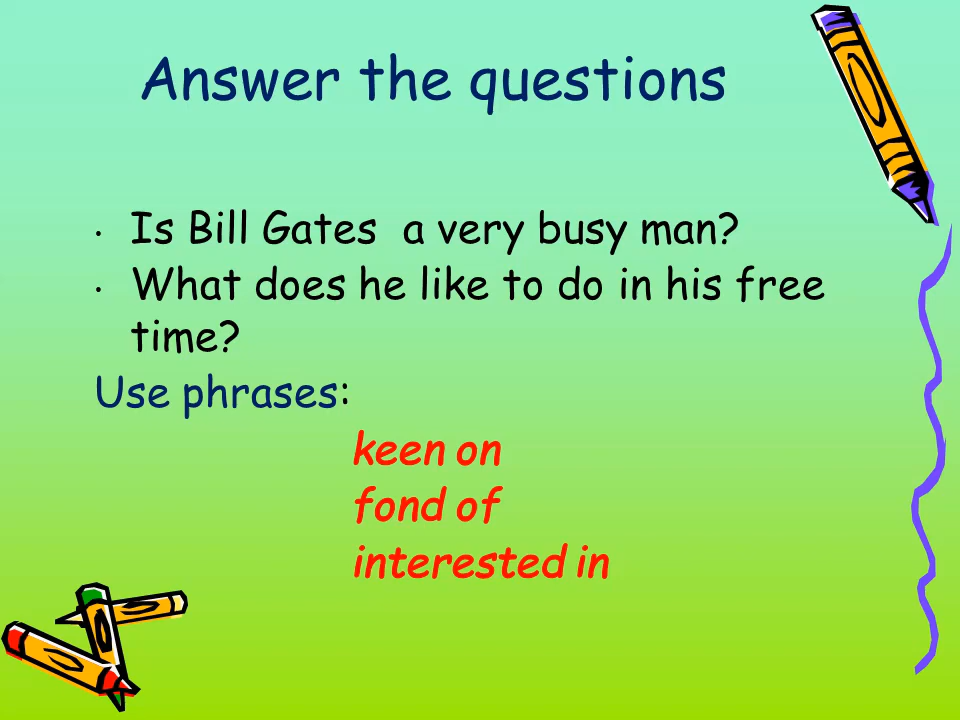 Answer the questions
• Is Bill Gates  a very busy man?
• What does he like to do in his free
time?
Use phrases:
keen on
fond of
interested in